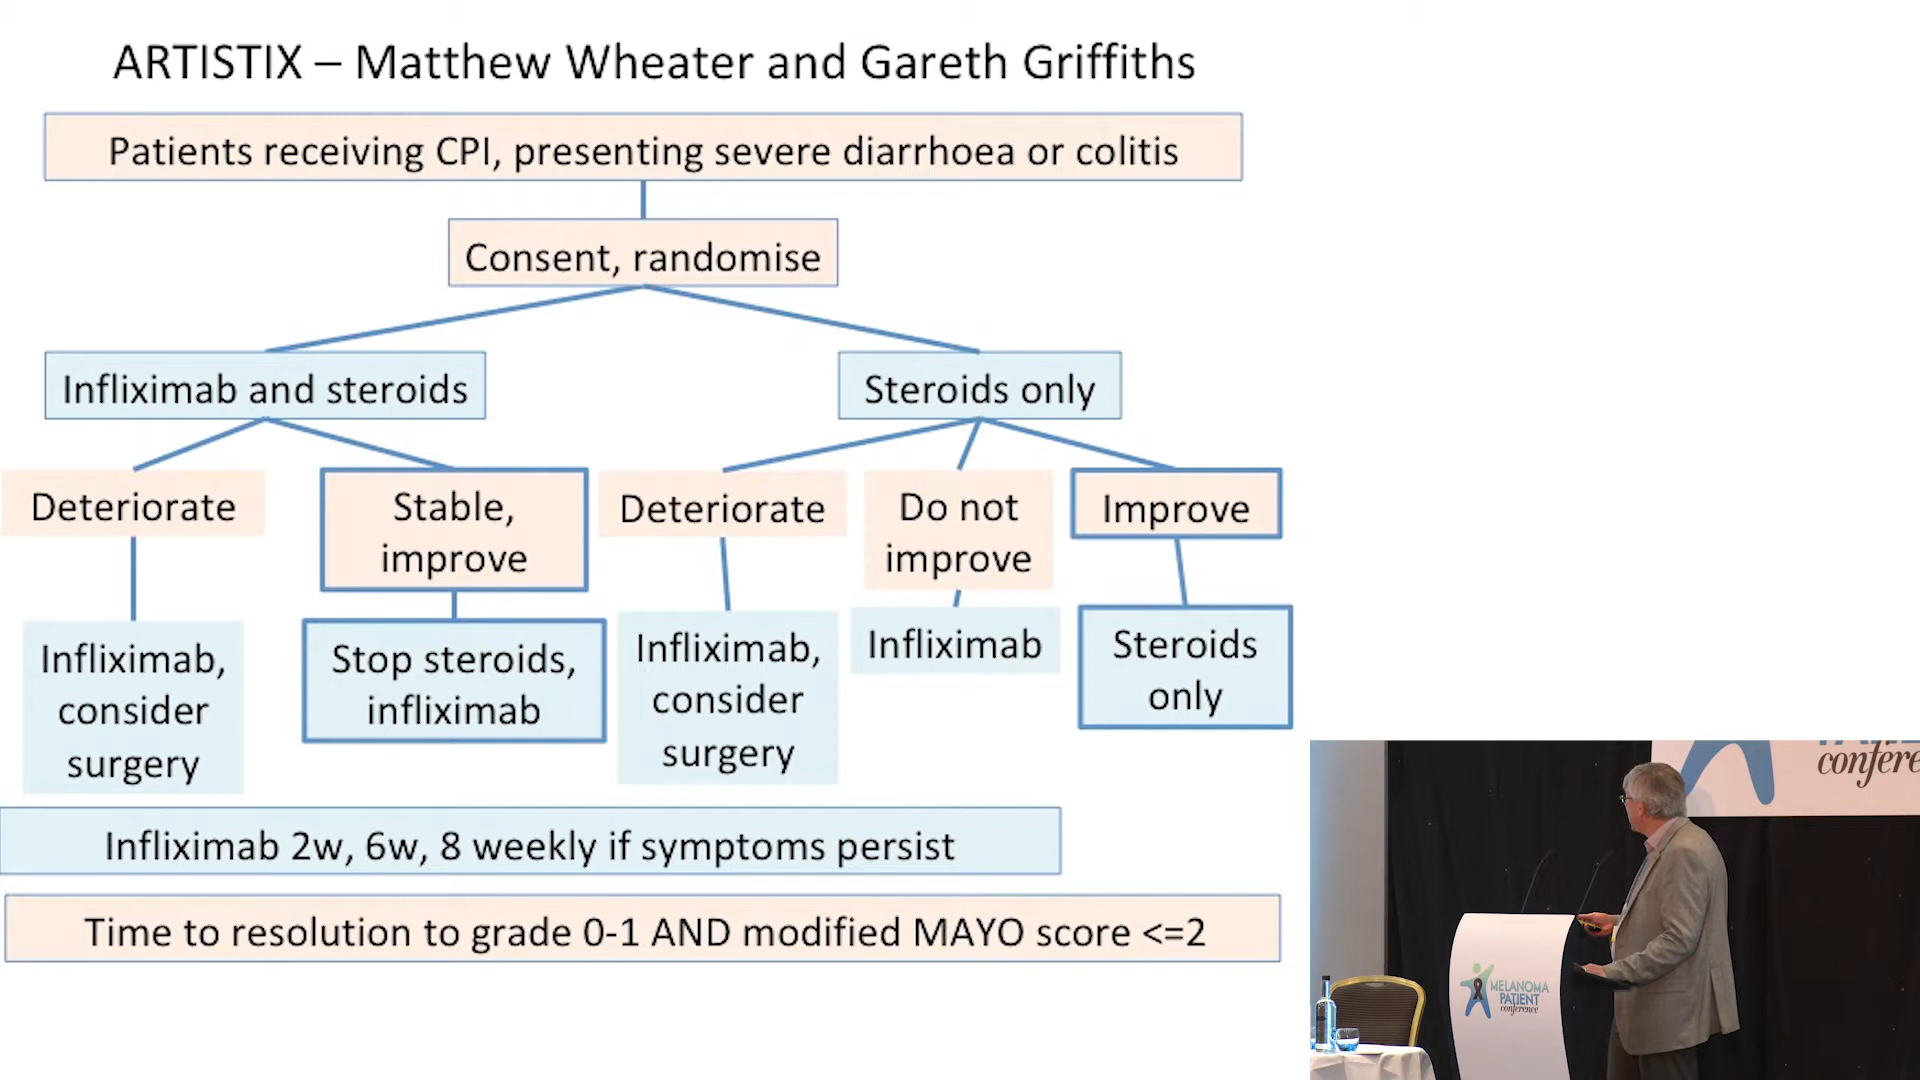 ARTISTIX – Matthew Wheater and Gareth Griffiths
Patients receiving CPI, presenting severe diarrhoea or colitis
Consent, randomise
Infliximab and steroids
Steroids only
Deteriorate
Stable,
improve
Deteriorate
Do not
improve
Improve
Infliximab,
consider
surgery
Stop steroids,
infliximab
Infliximab,
consider
surgery
Infliximab
Steroids
only
Infliximab 2w, 6w, 8 weekly if symptoms persist
Time to resolution to grade 0-1 AND modified MAYO score <=2
MELANOMA
PATIENT
conference